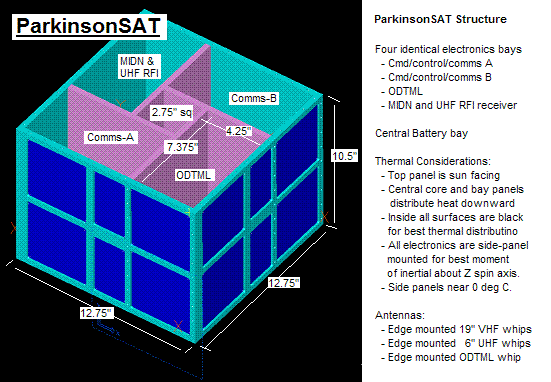 ParkinsonSAT
MIDN &
UHF RFI
Comms-B
2.75" sq
4.25"
Comms-A
7.375"
ODTML
10.5"
12.75"
12.75"
ParkinsonSAT Structure
Four identical electronics bays
- Cmd/control/comms A
- Cmd/control/comms B
- ODTML
- MIDN and UHF RFI receiver
Central Battery bay
Thermal Considerations:
- Top panel is sun facing
- Central core and bay panels
distribute heat downward
- Inside all surfaces are black
for best thermal distributino
- All electronics are side-panel
mounted for best moment
of inertial about Z spin axis.
- Side panels near 0 deg C.
Antennas:
- Edge mounted 19" VHF whips
- Edge mounted 6" UHF whips
- Edge mounted ODTML whip